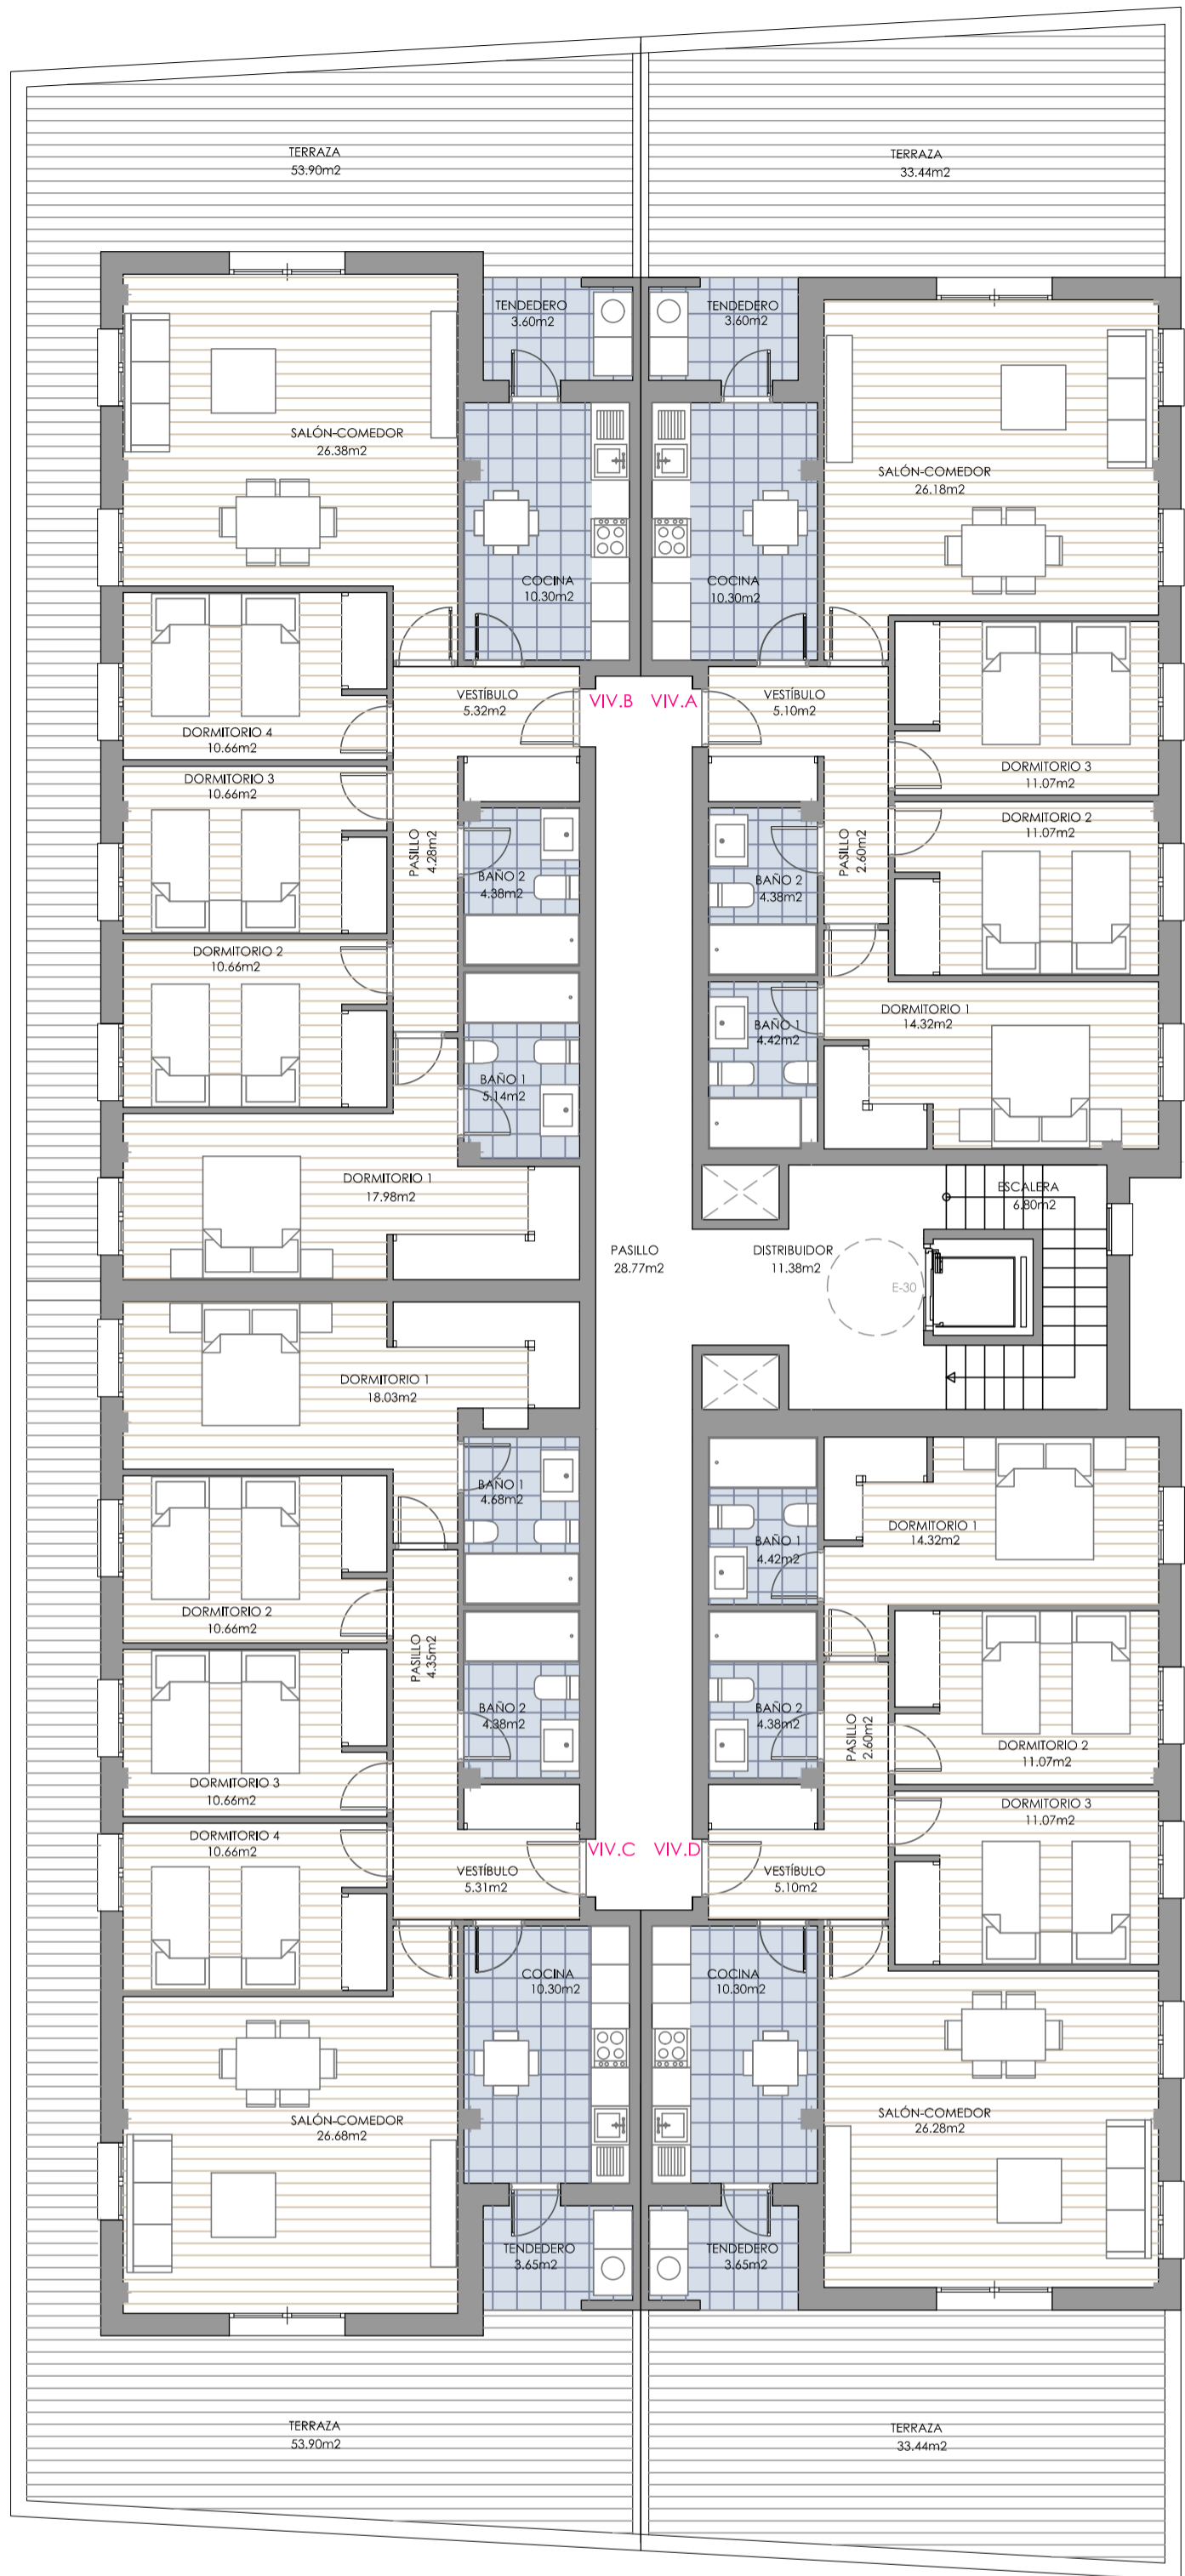 TERRAZA
53.90m2
TERRAZA
33.44m2
TENDEDERO
3.60m2
TENDEDERO
3.60m2
SALÓN-COMEDOR
26.38m2
SALÓN-COMEDOR
26.18m2
COCINA
10.30m2
COCINA
10.30m2
VESTÍBULO
5.32m2
VIV.B
VIV.A
VESTÍBULO
5.10m2
DORMITORIO 4
10.66m2
DORMITORIO 3
11.07m2
DORMITORIO 3
10.66m2
DORMITORIO 2
11.07m2
PASILLO
4.28m2
PASILLO
2.60m2
BAÑO 2
4.38m2
BAÑO 2
4.38m2
DORMITORIO 2
10.66m2
DORMITORIO 1
14.32m2
BAÑO 1
4.42m2
BAÑO 1
5.14m2
DORMITORIO 1
17.98m2
ESCALERA
6.80m2
PASILLO
28.77m2
DISTRIBUIDOR
11.38m2
E-30
DORMITORIO 1
18.03m2
BAÑO 1
4.68m2
DORMITORIO 1
14.32m2
BAÑO 1
4.42m2
DORMITORIO 2
10.66m2
PASILLO
4.35m2
BAÑO 2
4.38m2
BAÑO 2
4.38m2
PASILLO
2.60m2
DORMITORIO 2
11.07m2
DORMITORIO 3
10.66m2
DORMITORIO 3
11.07m2
DORMITORIO 4
10.66m2
VIV.C
VIV.D
VESTÍBULO
5.31m2
VESTÍBULO
5.10m2
COCINA
10.30m2
COCINA
10.30m2
SALÓN-COMEDOR
26.68m2
SALÓN-COMEDOR
26.28m2
TENDEDERO
3.65m2
TENDEDERO
3.65m2
TERRAZA
53.90m2
TERRAZA
33.44m2